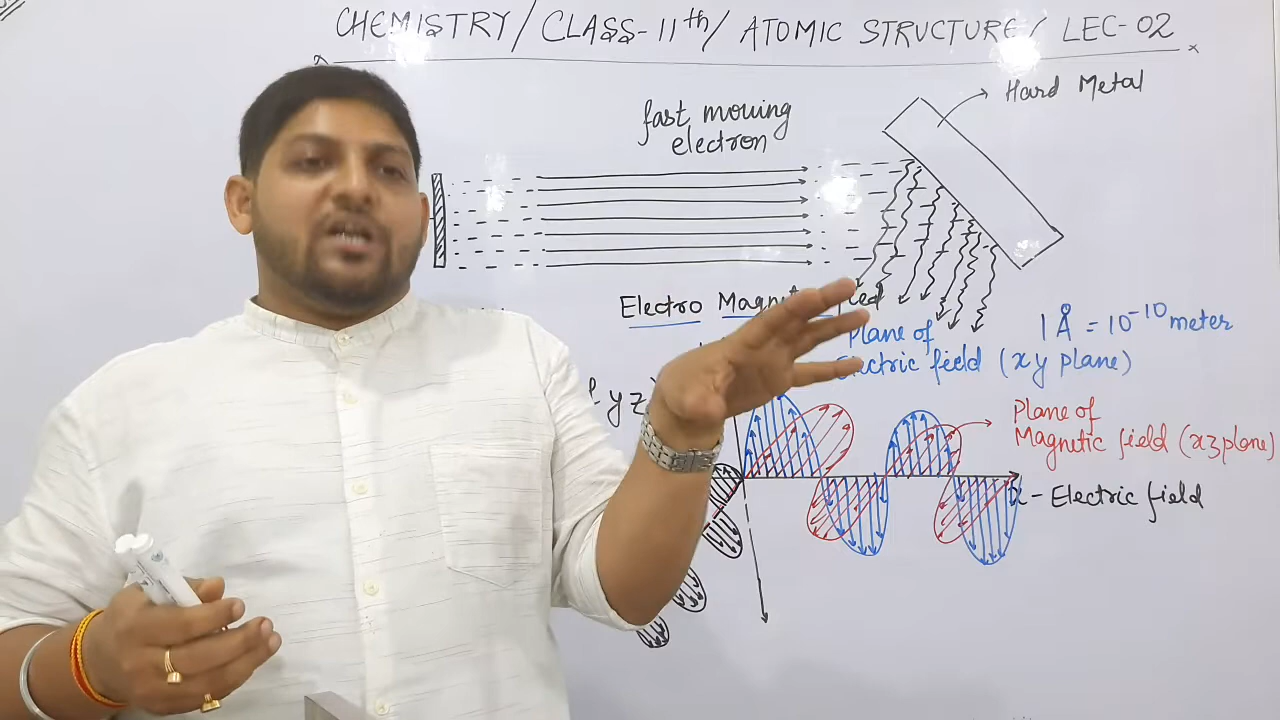 CHEMISTRY / CLASS-11th / ATOMIC STRUCTURE / LEC-02
Hard Metal
fast moving
electron
Electro
1 Å = 10-10 meter
Plane of
Electric field (xy plane)
yz
Plane of
Magnetic field (xz plane)
x - Electric field